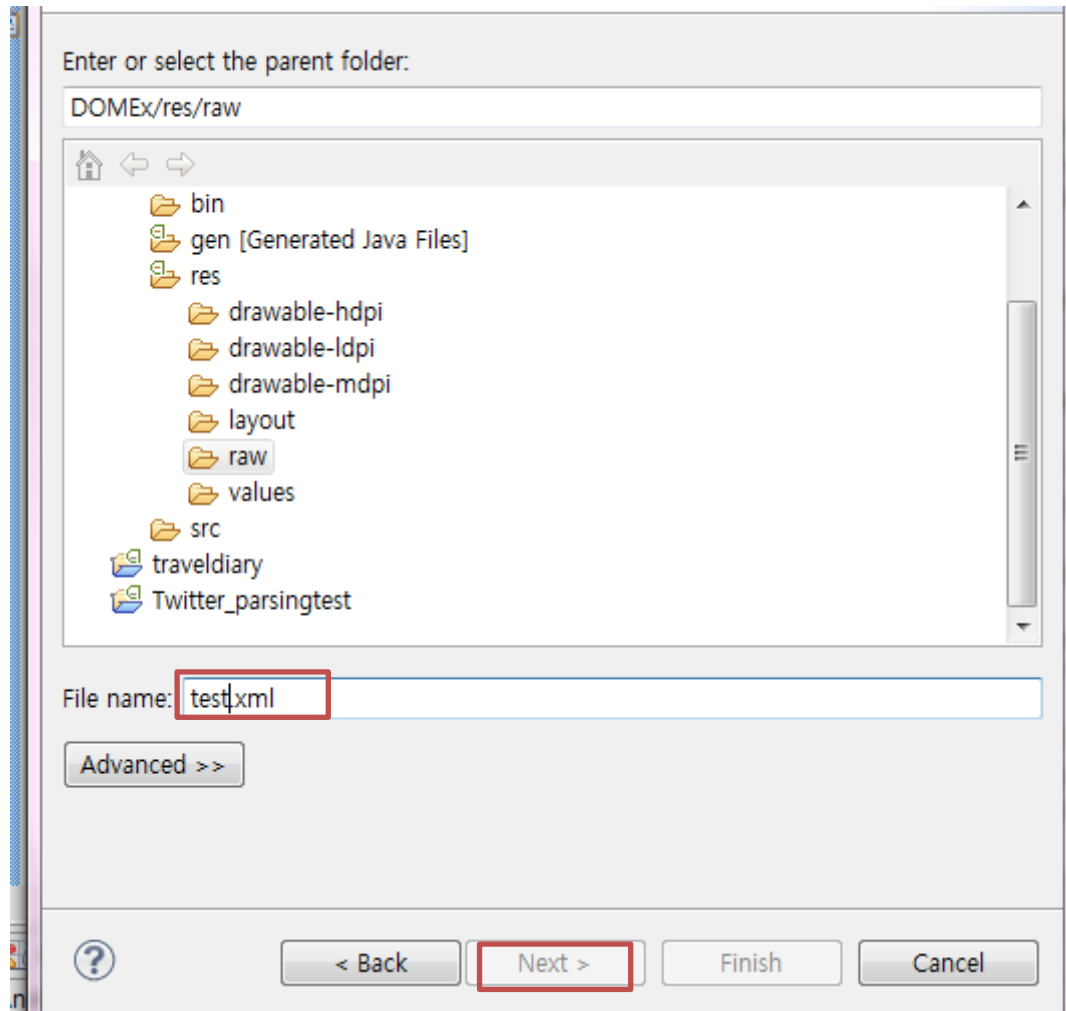 Enter or select the parent folder:
DOMEx/res/raw
bin
gen [Generated Java Files]
res
drawable-hdpi
drawable-ldpi
drawable-mdpi
layout
raw
values
src
traveldiary
Twitter_parsingtest
File name: test.xml
Advanced >>
< Back Next > Finish Cancel